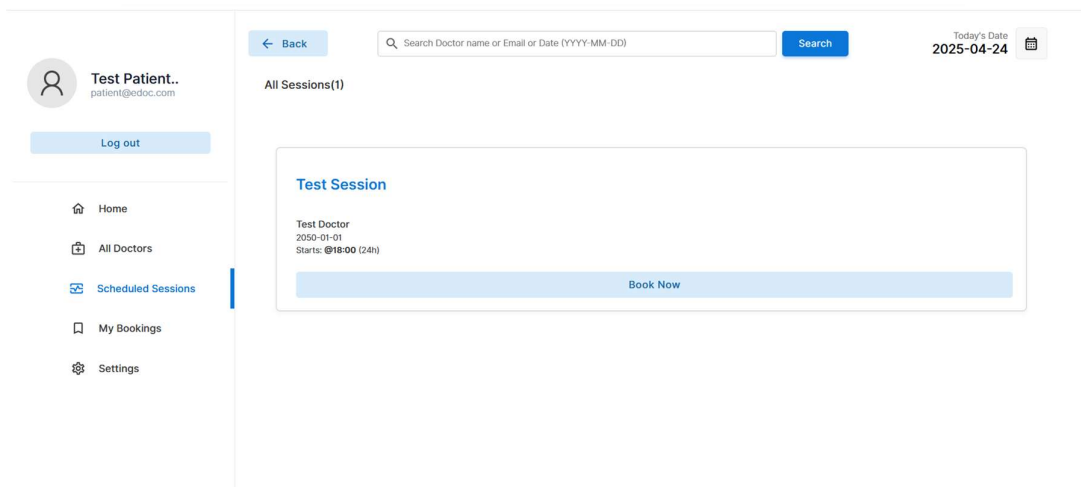 Test Patient..
patient@edoc.com
Log out
Home
All Doctors
Scheduled Sessions
My Bookings
Settings
Back
Search Doctor name or Email or Date (YYYY-MM-DD)
Search
Today's Date
2025-04-24
All Sessions(1)
Test Session
Test Doctor
2050-01-01
Starts: @18:00 (24h)
Book Now